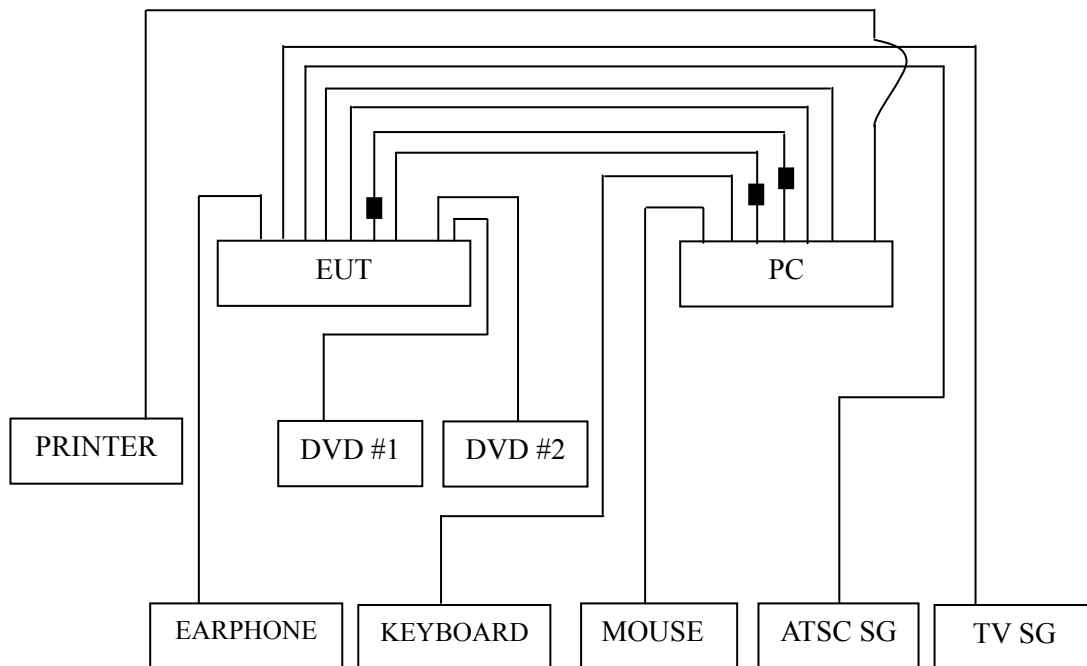 EUT
PC
PRINTER
DVD #1
DVD #2
EARPHONE
KEYBOARD
MOUSE
ATSC SG
TV SG